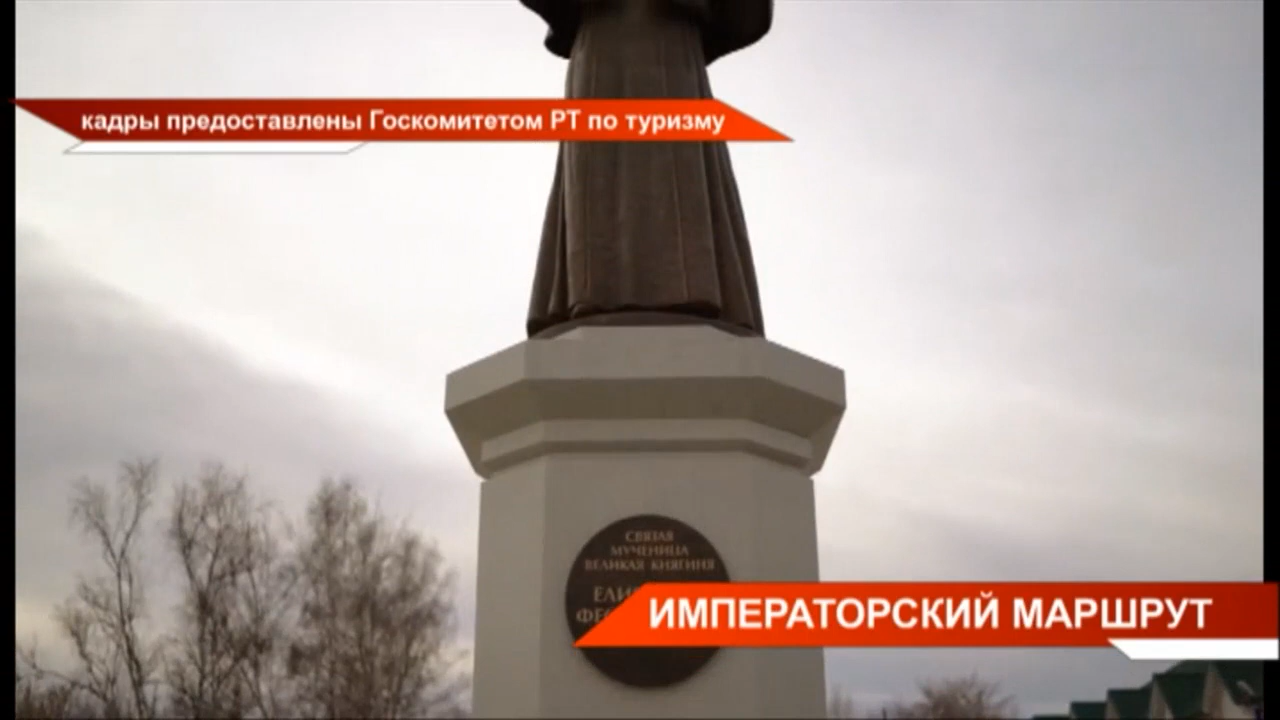 кадры предоставлены Госкомитетом РТ по туризму
СВЯТАЯ
МУЧЕНИЦА
ВЕЛИКАЯ КНЯГИНЯ
ИМПЕРАТОРСКИЙ МАРШРУТ